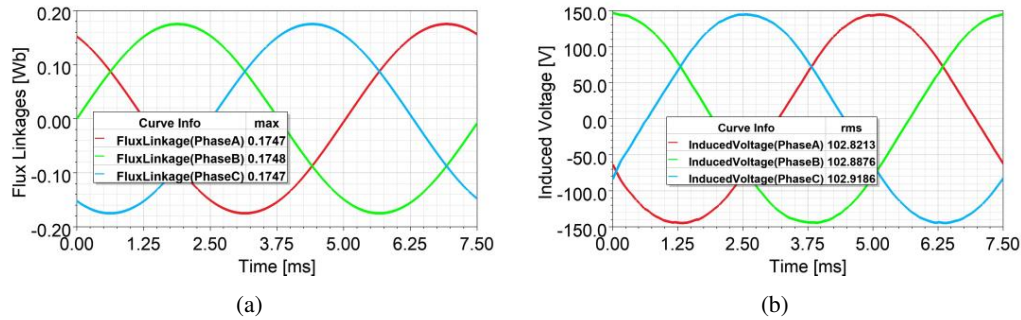 Flux Linkages [Wb]
0.20
0.10
0.00
-0.10
-0.20
Curve Info max
FluxLinkage(PhaseA) 0.1747
FluxLinkage(PhaseB) 0.1748
FluxLinkage(PhaseC) 0.1747
0.00 1.25 2.50 3.75 5.00 6.25 7.50
Time [ms]
(a)
Induced Voltage [V]
150.0
100.0
50.0
0.0
-50.0
-100.0
-150.0
Curve Info rms
InducedVoltage(PhaseA) 102.8213
InducedVoltage(PhaseB) 102.8876
InducedVoltage(PhaseC) 102.9186
0.00 1.25 2.50 3.75 5.00 6.25 7.50
Time [ms]
(b)